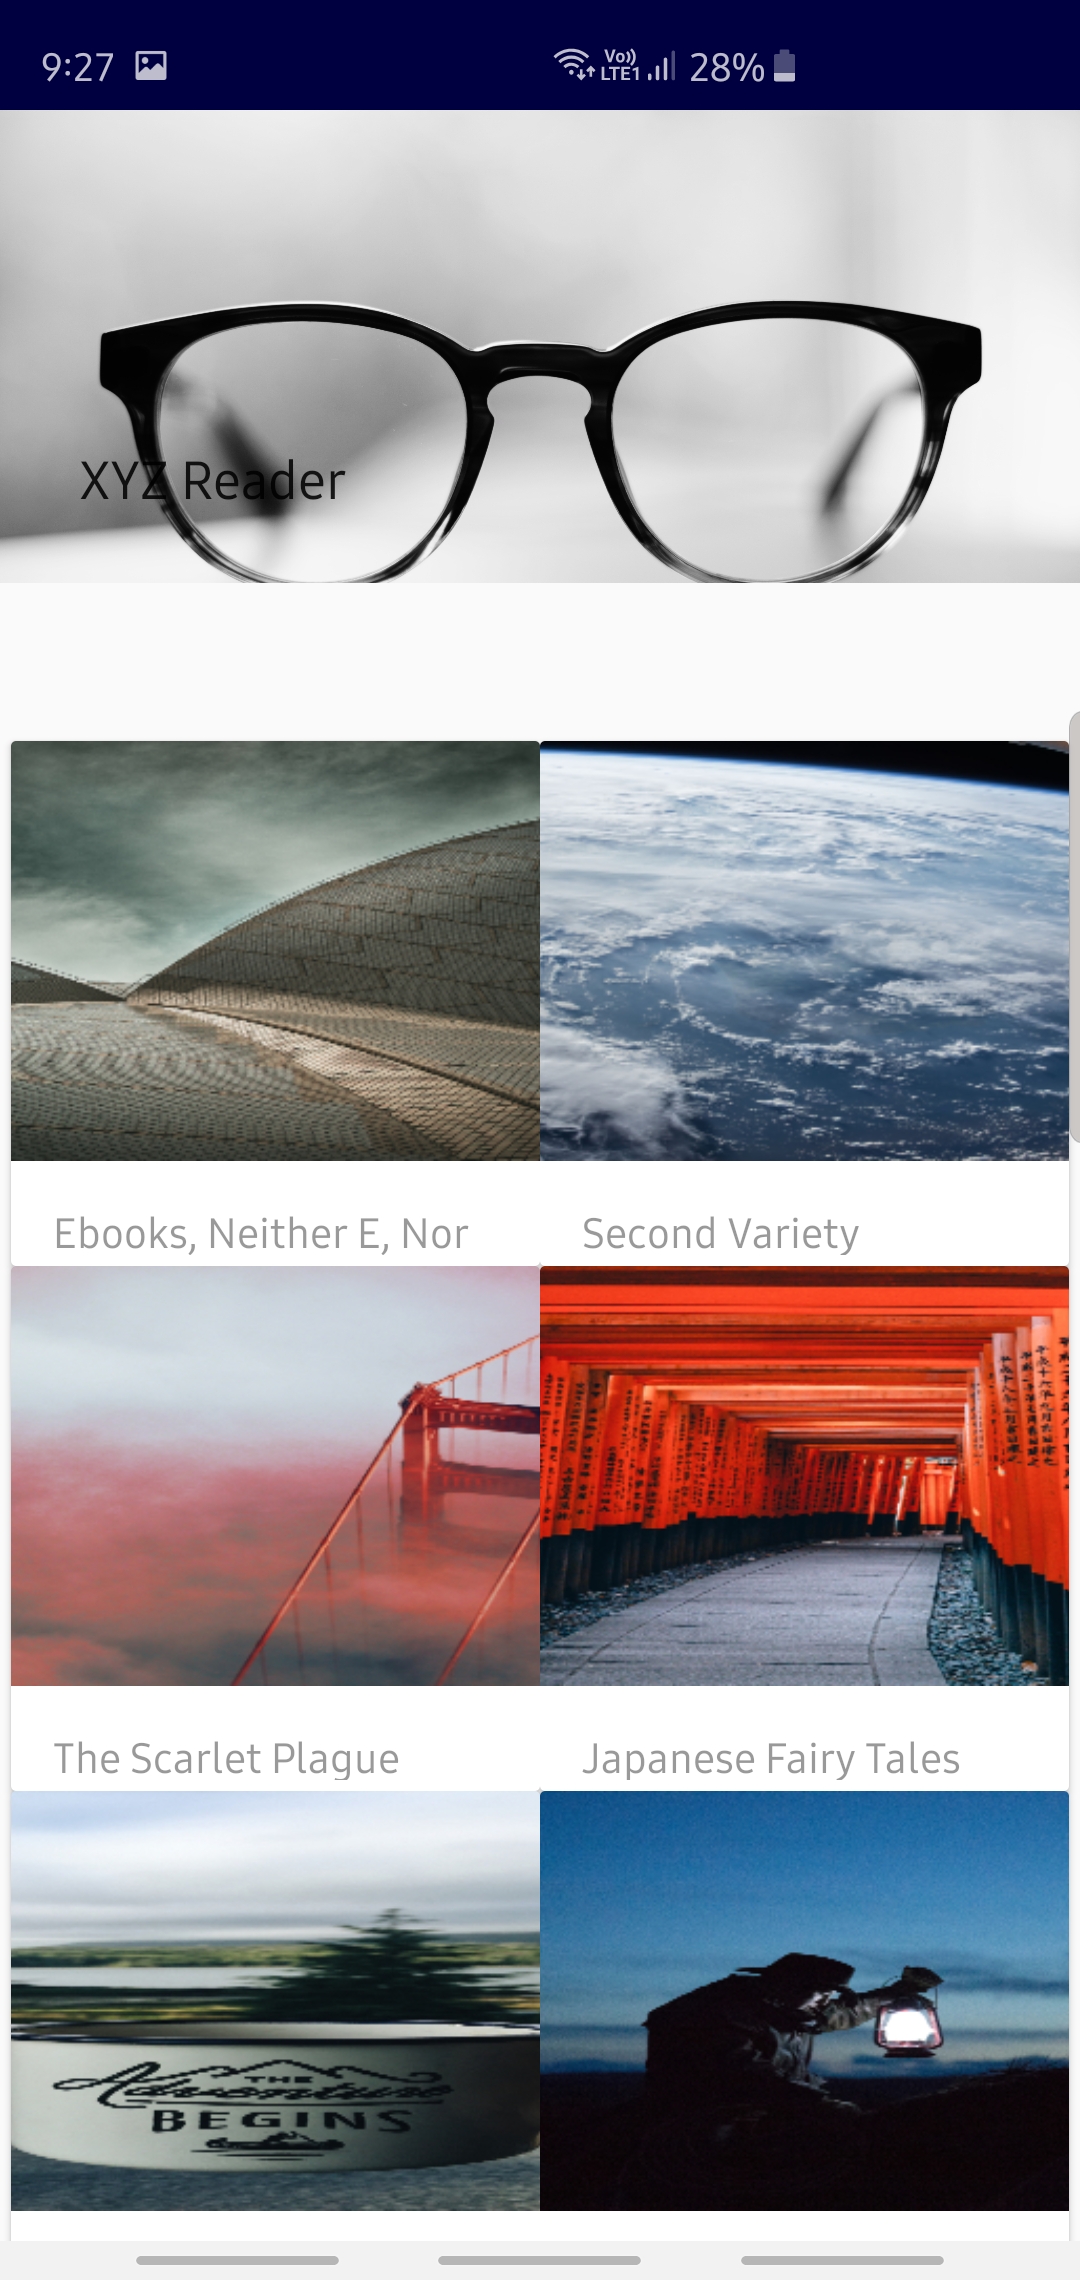 9:27
Vo)) LTE1 28%
XYZ Reader
Ebooks, Neither E, Nor
Second Variety
The Scarlet Plague
Japanese Fairy Tales
THE
Adventure
BEGINS